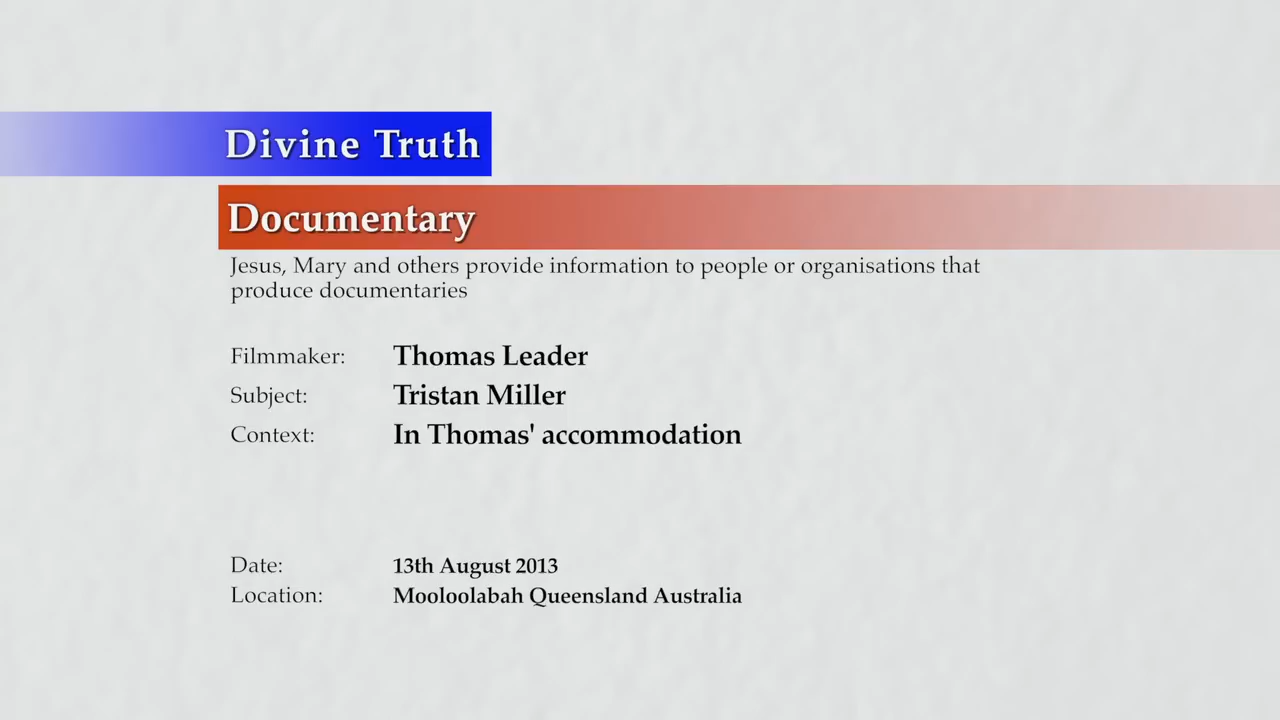 Divine Truth
Documentary
Jesus, Mary and others provide information to people or organisations that
produce documentaries
Filmmaker: Thomas Leader
Subject: Tristan Miller
Context: In Thomas' accommodation
Date: 13th August 2013
Location: Mooloolabah Queensland Australia